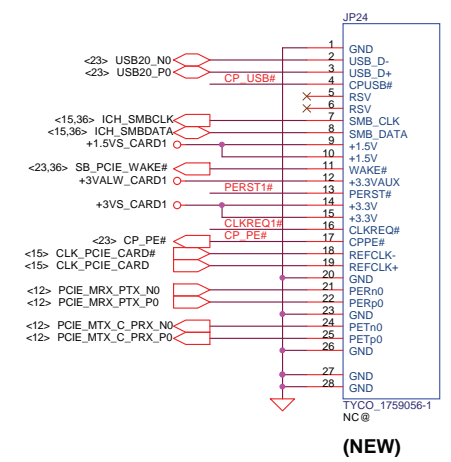 JP24
1 GND
<23> USB20_N0 2 USB_D-
<23> USB20_P0 3 USB_D+
CP_USB# 4 CPUSB#
5 RSV
6 RSV
<15,36> ICH_SMBCLK 7 SMB_CLK
<15,36> ICH_SMBDATA 8 SMB_DATA
+1.5VS_CARD1 9 +1.5V
10 +1.5V
<23,36> SB_PCIE_WAKE# 11 WAKE#
+3VALW_CARD1 12 +3.3VAUX
PERST1# 13 PERST#
+3VS_CARD1 14 +3.3V
15 +3.3V
CLKREQ1# 16 CLKREQ#
<23> CP_PE# CP_PE# 17 CPPE#
<15> CLK_PCIE_CARD# 18 REFCLK-
<15> CLK_PCIE_CARD 19 REFCLK+
20 GND
<12> PCIE_MRX_PTX_N0 21 PERn0
<12> PCIE_MRX_PTX_P0 22 PERp0
23 GND
<12> PCIE_MTX_C_PRX_N0 24 PETn0
<12> PCIE_MTX_C_PRX_P0 25 PETp0
26 GND
27 GND
28 GND
TYCO_1759056-1
NC@
(NEW)